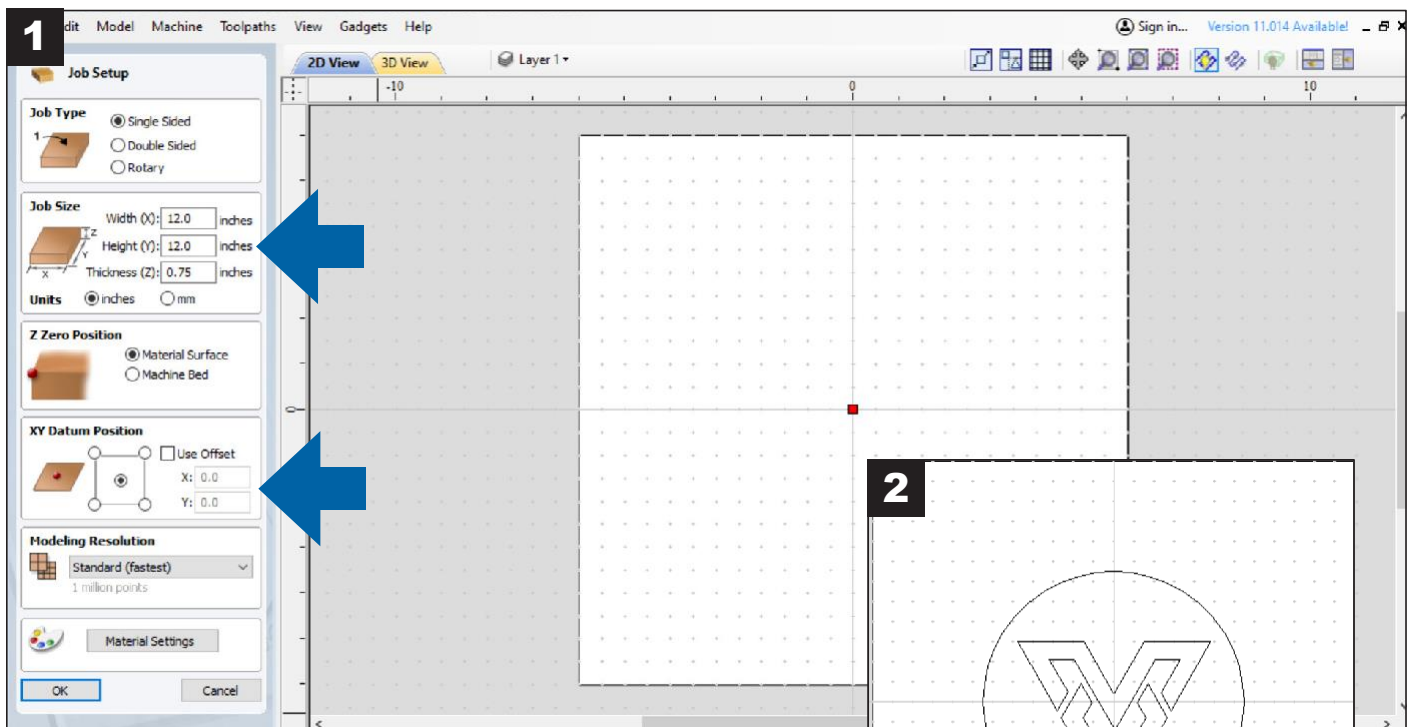 1
dit Model Machine Toolpaths View Gadgets Help
Sign in... Version 11.014 Available!
Job Setup
2D View 3D View Layer 1
-10 0 10
Job Type
1
Single Sided
Double Sided
Rotary
Job Size
Width (X): 12.0 inches
Z
Y
X
Height (Y): 12.0 inches
Thickness (Z): 0.75 inches
Units inches mm
Z Zero Position
Material Surface
Machine Bed
0
XY Datum Position
Use Offset
X: 0.0
Y: 0.0
2
Modeling Resolution
Standard (fastest)
1 million points
Material Settings
OK Cancel